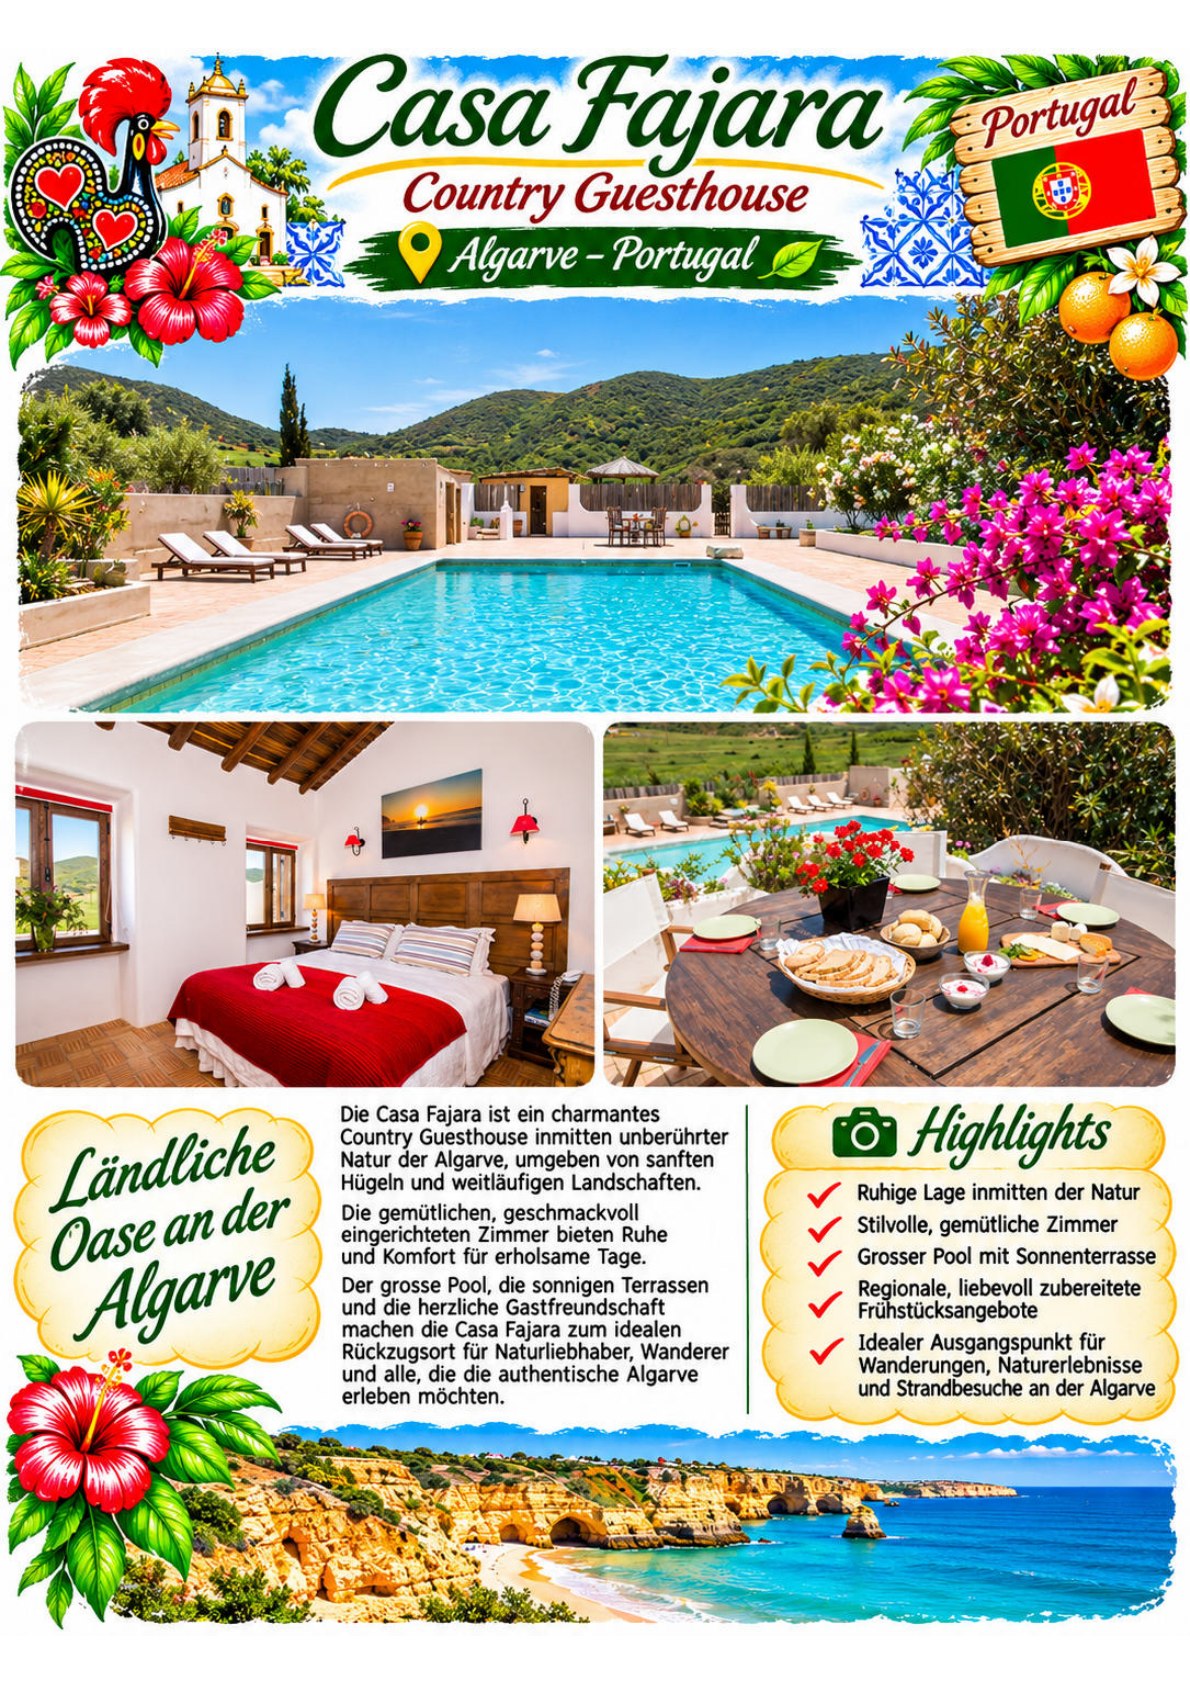 Casa Fajara
Country Guesthouse
Algarve – Portugal
Portugal
Ländliche
Oase an der
Algarve
Die Casa Fajara ist ein charmantes
Country Guesthouse inmitten unberührter
Natur der Algarve, umgeben von sanften
Hügeln und weitläufigen Landschaften.
Die gemütlichen, geschmackvoll
eingerichteten Zimmer bieten Ruhe
und Komfort für erholsame Tage.
Der grosse Pool, die sonnigen Terrassen
und die herzliche Gastfreundschaft
machen die Casa Fajara zum idealen
Rückzugsort für Naturliebhaber, Wanderer
und alle, die die authentische Algarve
erleben möchten.
Highlights
Ruhige Lage inmitten der Natur
Stilvolle, gemütliche Zimmer
Grosser Pool mit Sonnenterrasse
Regionale, liebevoll zubereitete
Frühstücksangebote
Idealer Ausgangspunkt für
Wanderungen, Naturerlebnisse
und Strandbesuche an der Algarve